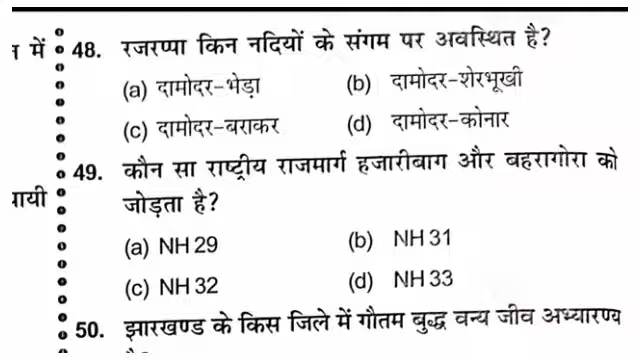 में
48. रजरप्पा किन नदियों के संगम पर अवस्थित है?
(a) दामोदर-भेड़ा (b) दामोदर-शेरभूखी
(c) दामोदर-बराकर (d) दामोदर-कोनार
49. कौन सा राष्ट्रीय राजमार्ग हजारीबाग और बहरागोरा को
जोड़ता है?
(a) NH 29 (b) NH 31
(c) NH 32 (d) NH 33
50. झारखण्ड के किस जिले में गौतम बुद्ध वन्य जीव अभ्यारण्य